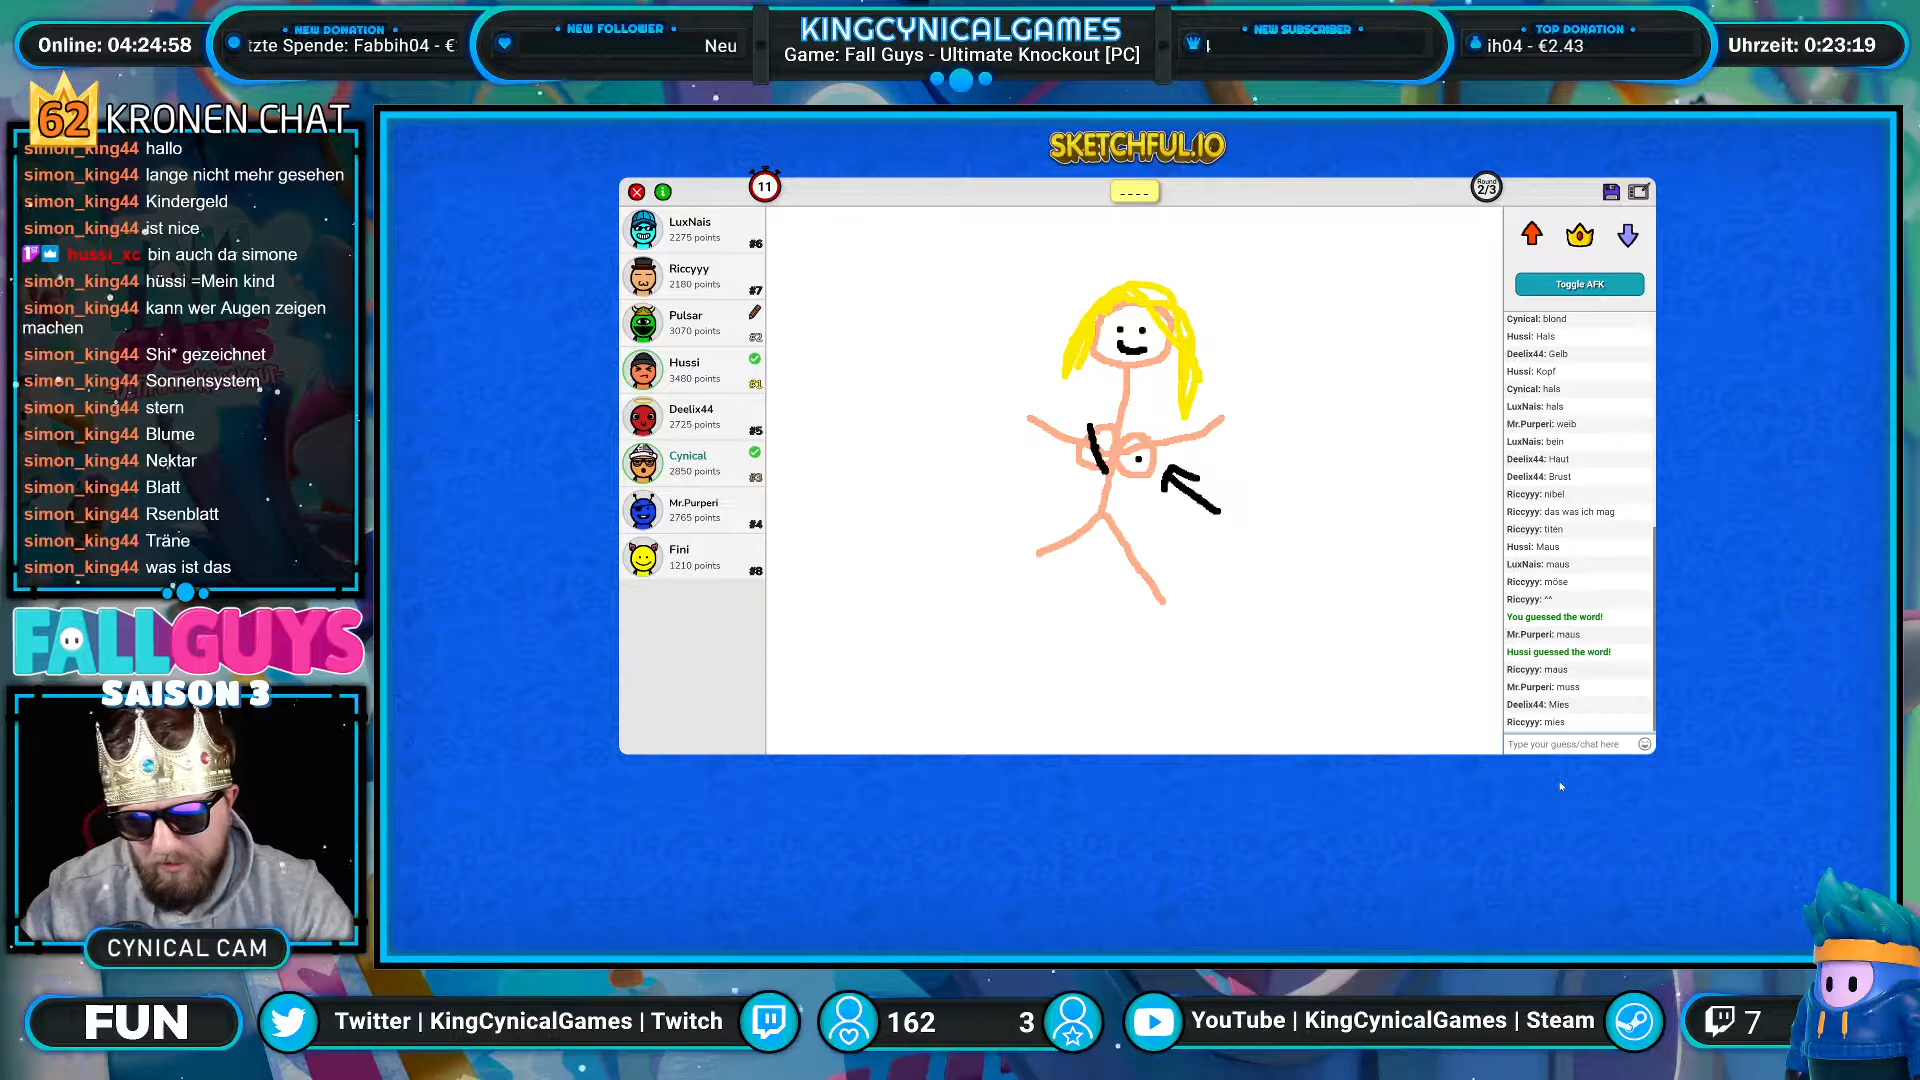 Online: 04:24:58
NEW DONATION
tzte Spende: Fabbih04 - €
NEW FOLLOWER
Neu
KINGCYNICALGAMES
Game: Fall Guys - Ultimate Knockout [PC]
NEW SUBSCRIBER
TOP DONATION
ih04 - €2.43
Uhrzeit: 0:23:19
62 KRONEN CHAT
simon_king44 hallo
simon_king44 lange nicht mehr gesehen
simon_king44 Kindergeld
simon_king44 ist nice
hussi_xc bin auch da simone
simon_king44 hüssi =Mein kind
simon_king44 kann wer Augen zeigen
machen
simon_king44 Shi* gezeichnet
simon_king44 Sonnensystem
simon_king44 stern
simon_king44 Blume
simon_king44 Nektar
simon_king44 Blatt
simon_king44 Rsenblatt
simon_king44 Träne
simon_king44 was ist das
FALL GUYS
SAISON 3
CYNICAL CAM
SKETCHFUL.IO
11
_ _ _ _
Round
2/3
LuxNais
2275 points
#6
Riccyyy
2180 points
#7
Pulsar
3070 points
#2
Hussi
3480 points
#1
Deelix44
2725 points
#5
Cynical
2850 points
#3
Mr.Purperi
2765 points
#4
Fini
1210 points
#8
Toggle AFK
Cynical: blond
Hussi: Hals
Deelix44: Gelb
Hussi: Kopf
Cynical: hals
LuxNais: hals
Mr.Purperi: weib
LuxNais: bein
Deelix44: Haut
Deelix44: Brust
Riccyyy: nibel
Riccyyy: das was ich mag
Riccyyy: titen
Hussi: Maus
LuxNais: maus
Riccyyy: möse
Riccyyy: ^^
You guessed the word!
Mr.Purperi: maus
Hussi guessed the word!
Riccyyy: maus
Mr.Purperi: muss
Deelix44: Mies
Riccyyy: mies
Type your guess/chat here
FUN
Twitter | KingCynicalGames | Twitch
162
3
YouTube | KingCynicalGames | Steam
7